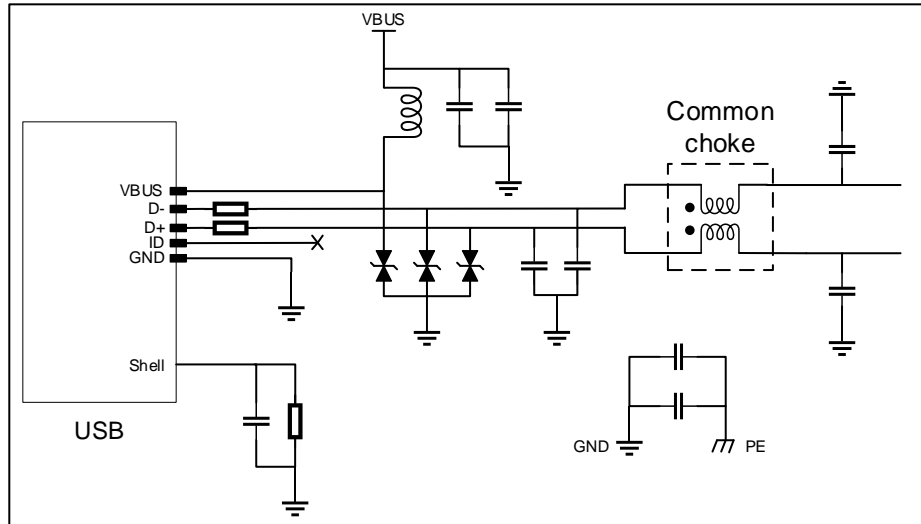 VBUS
Common
choke
VBUS
D-
D+
ID
GND
Shell
USB
GND
PE